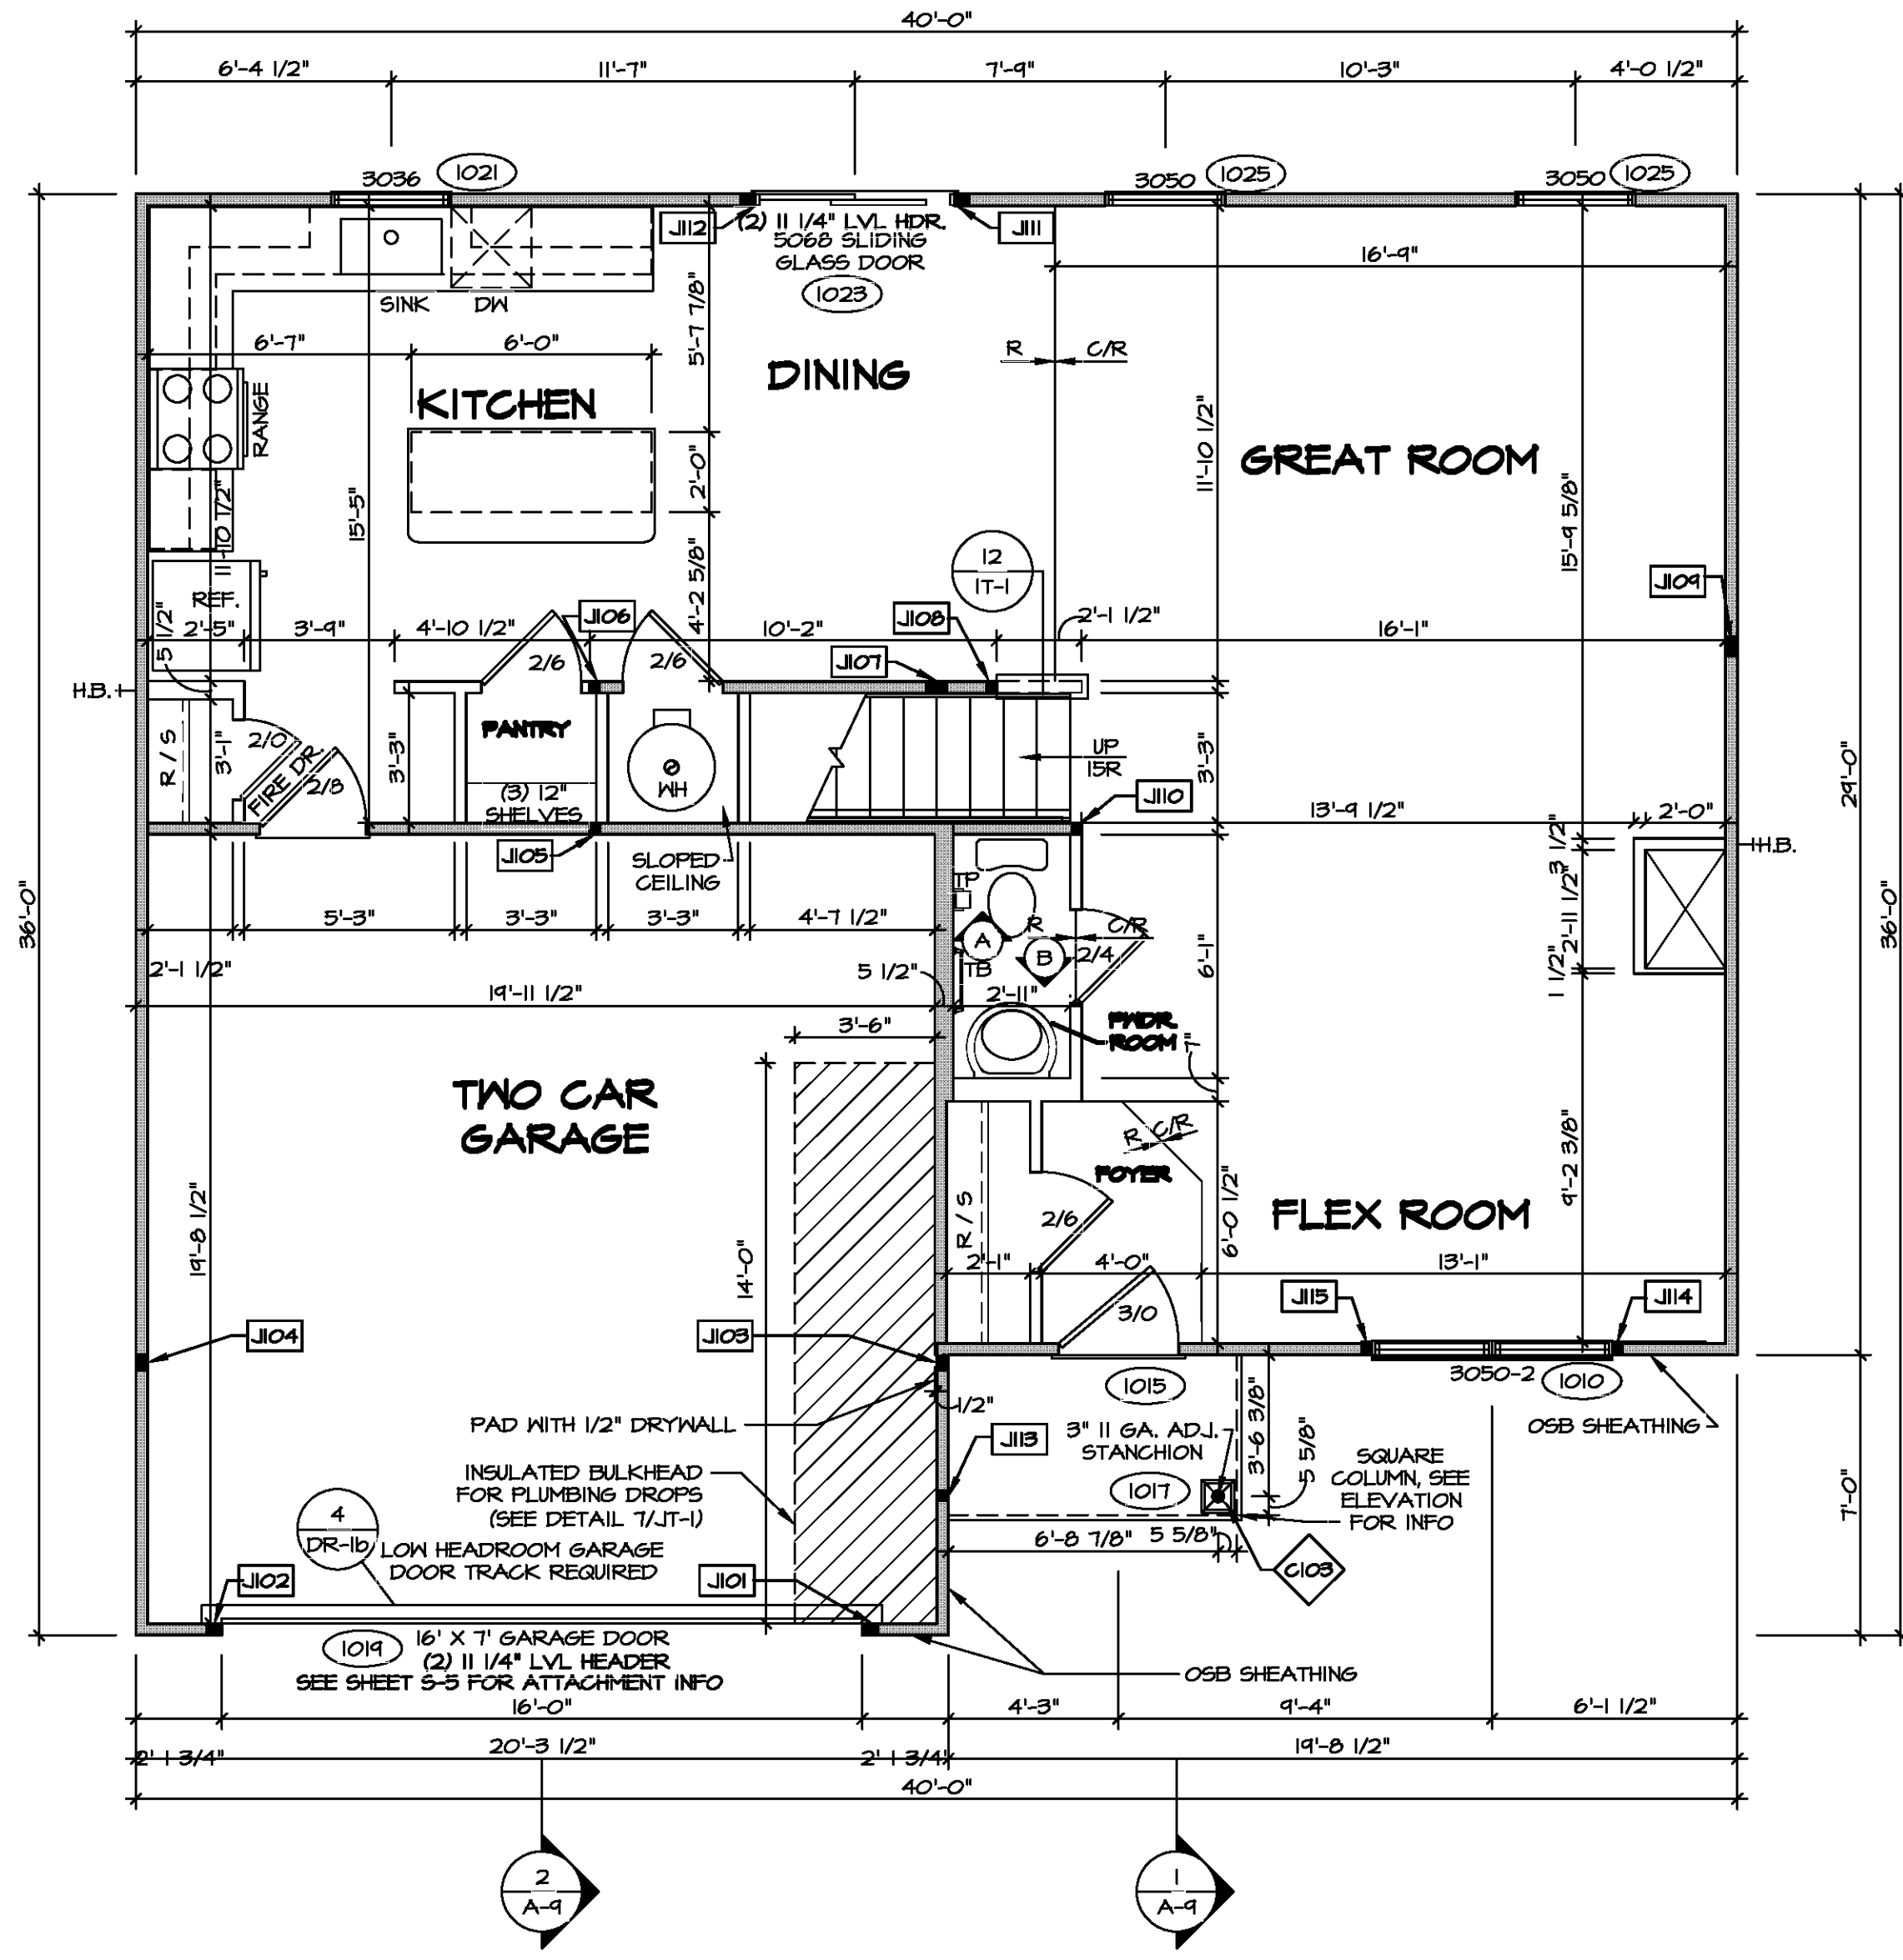 40'-0"
6'-4 1/2"
11'-7"
7'-9"
10'-3"
4'-0 1/2"
3036
1021
3050
1025
3050
1025
J112
(2) 11 1/4" LVL HDR.
5068 SLIDING
GLASS DOOR
1023
J111
16'-9"
SINK
DW
5'-7 7/8"
6'-7"
6'-0"
R
C/R
DINING
KITCHEN
RANGE
GREAT ROOM
11'-10 1/2"
2'-0"
15'-5"
11'-10 1/2"
15'-9 5/8"
12
1T-1
4'-2 5/8"
J109
REF.
5 1/2"
2'-5"
3'-9"
4'-10 1/2"
J106
10'-2"
J108
2'-1 1/2"
16'-1"
2/6
2/6
J107
H.B.
PANTRY
R / S
3'-1"
2/0
FIRE DR.
2/8
3'-3"
(3) 12"
SHELVES
WH
UP
15R
3'-3"
J110
29'-0"
13'-9 1/2"
2'-0"
H.B.
J105
SLOPED
CEILING
3 1/2"
2'-11 1/2"
1 1/2"
36'-0"
36'-0"
5'-3"
3'-3"
3'-3"
4'-7 1/2"
TP
A
R
C/R
B
2/4
TB
6'-1"
2'-1 1/2"
5 1/2"
19'-11 1/2"
2'-11"
3'-6"
PWDR.
ROOM
7"
TWO CAR
GARAGE
R
C/R
FOYER
9'-2 3/8"
19'-8 1/2"
R / S
2/6
6'-0 1/2"
FLEX ROOM
14'-0"
2'-1"
4'-0"
13'-1"
3/0
J115
J114
J104
J103
1015
3050-2
1010
1/2"
PAD WITH 1/2" DRYWALL
J113
3" 11 GA. ADJ.
STANCHION
3'-6 3/8"
5 5/8"
OSB SHEATHING
SQUARE
COLUMN, SEE
ELEVATION
FOR INFO
INSULATED BULKHEAD
FOR PLUMBING DROPS
(SEE DETAIL 7/JT-1)
1017
7'-0"
4
DR-1b
LOW HEADROOM GARAGE
DOOR TRACK REQUIRED
6'-8 7/8"
5 5/8"
C103
J102
J101
1019
16' X 7' GARAGE DOOR
(2) 11 1/4" LVL HEADER
SEE SHEET S-5 FOR ATTACHMENT INFO
OSB SHEATHING
16'-0"
4'-3"
9'-4"
6'-1 1/2"
2' 1 3/4"
20'-3 1/2"
2' 1 3/4"
19'-8 1/2"
40'-0"
2
A-9
1
A-9